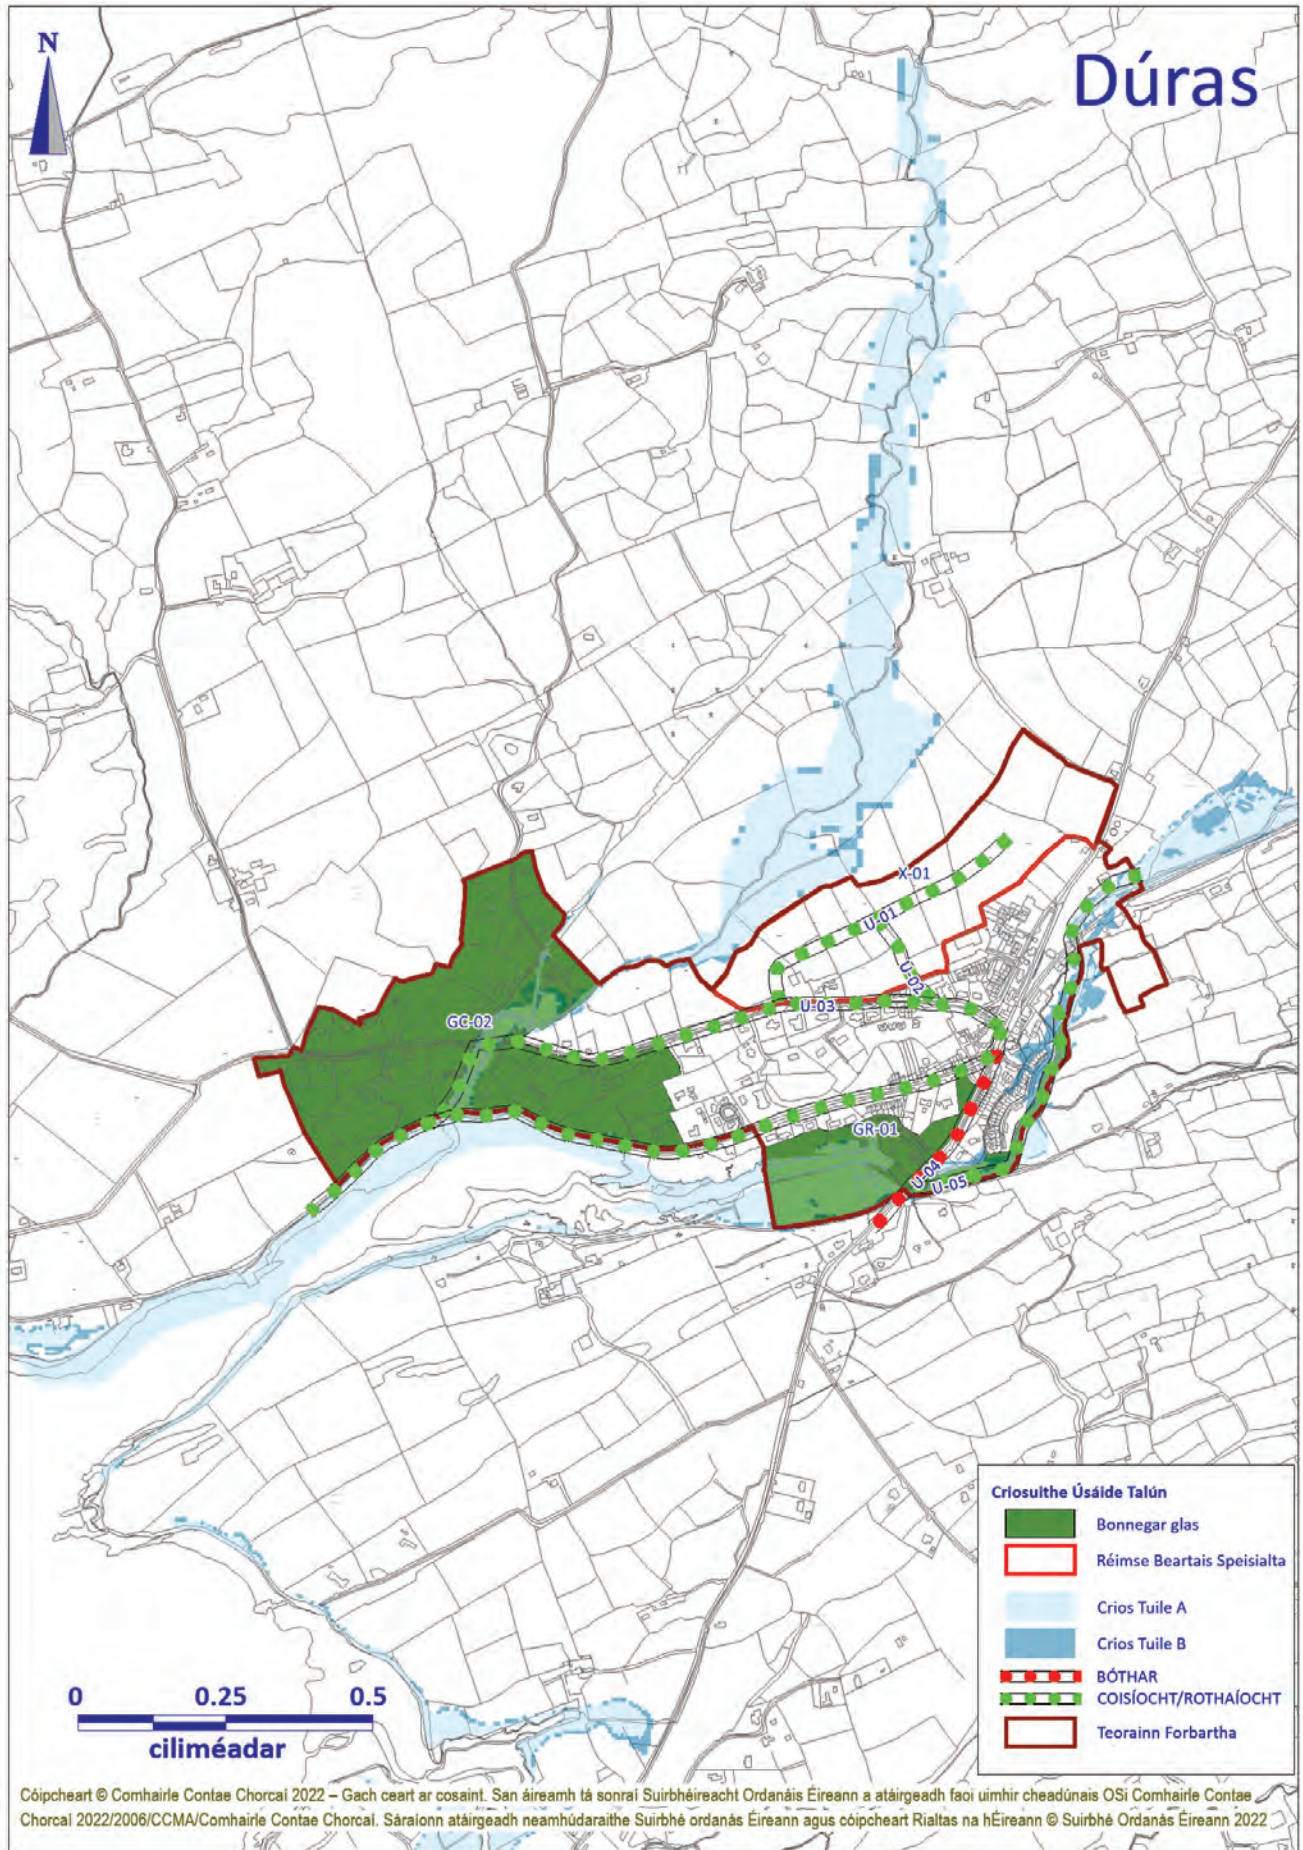 N
Dúras
X-01
U-01
U-02
U-03
GC-02
GR-01
U-04
U-05
Criosuithe Úsáide Talún
Bonnegar glas
Réimse Beartais Speisialta
Crios Tuile A
Crios Tuile B
BÓTHAR
COISÍOCHT/ROTHAÍOCHT
Teorainn Forbartha
0 0.25 0.5
ciliméadar
Cóipcheart © Comhairle Contae Chorcaí 2022 – Gach ceart ar cosaint. San áireamh tá sonraí Suirbhéireacht Ordanáis Éireann a atáirgeadh faoi uimhir cheadúnais OSi Comhairle Contae
Chorcaí 2022/2006/CCMA/Comhairle Contae Chorcaí. Sáraíonn atáirgeadh neamhúdaraithe Suirbhé ordanás Éireann agus cóipcheart Rialtas na hÉireann © Suirbhé Ordanás Éireann 2022